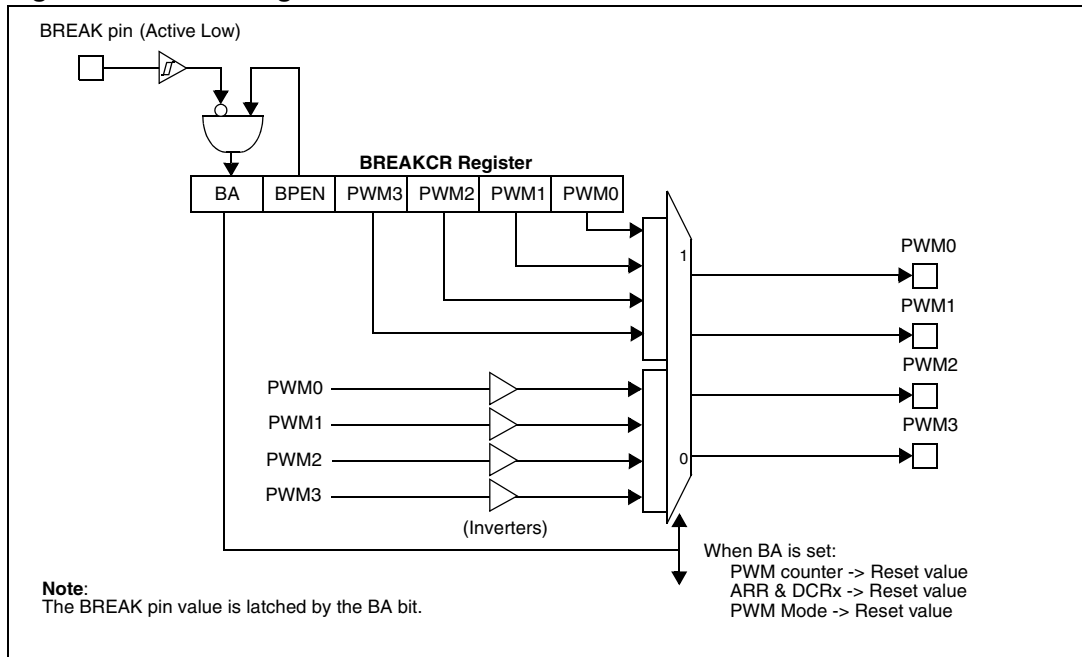 BREAK pin (Active Low)
BREAKCR Register
BA BPEN PWM3 PWM2 PWM1 PWM0
1
PWM0
PWM1
PWM2
PWM3
PWM0
PWM1
PWM2
PWM3
0
(Inverters)
When BA is set:
PWM counter -> Reset value
ARR & DCRx -> Reset value
PWM Mode -> Reset value
Note:
The BREAK pin value is latched by the BA bit.